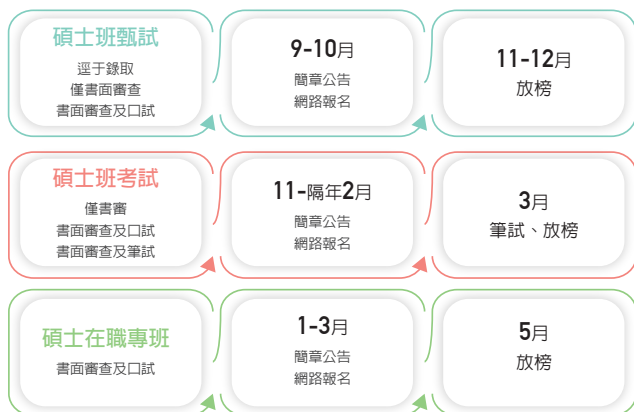 碩士班甄試
逕于錄取
僅書面審查
書面審查及口試
9-10月
簡章公告
網路報名
11-12月
放榜
碩士班考試
僅書審
書面審查及口試
書面審查及筆試
11-隔年2月
簡章公告
網路報名
3月
筆試、放榜
碩士在職專班
書面審查及口試
1-3月
簡章公告
網路報名
5月
放榜